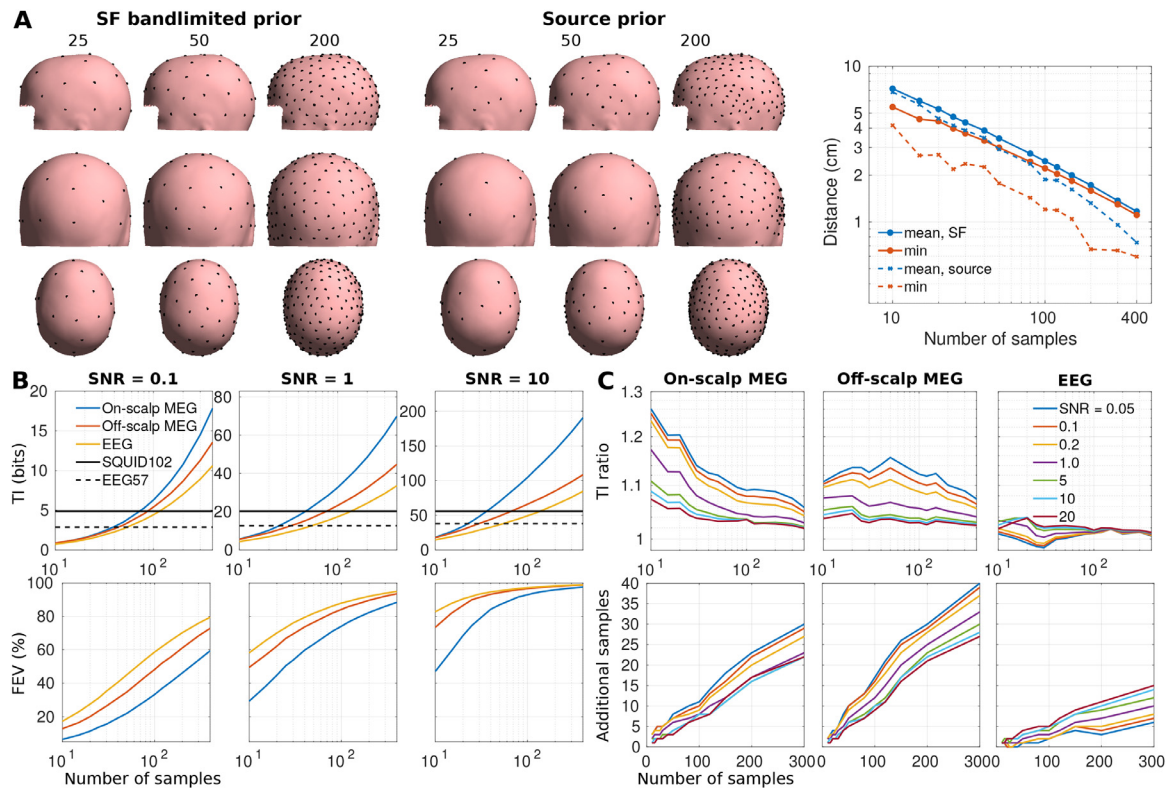 A
SF bandlimited prior
Source prior
25 50 200
25 50 200
10
5
3
2
1
Distance (cm)
mean, SF
min
mean, source
min
10 100 400
Number of samples
B
SNR = 0.1 SNR = 1 SNR = 10
TI (bits)
20
15
10
5
0
On-scalp MEG
Off-scalp MEG
EEG
SQUID102
EEG57
10^1 10^2
80
60
40
20
0
10^1 10^2
200
150
100
50
0
10^1 10^2
FEV (%)
100
80
60
40
20
10^1 10^2
10^1 10^2
10^1 10^2
Number of samples
C
On-scalp MEG Off-scalp MEG EEG
TI ratio
1.3
1.2
1.1
1
10^1 10^2
10^1 10^2
10^1 10^2
SNR = 0.05
0.1
0.2
1.0
5
10
20
Additional samples
40
35
30
25
20
15
10
5
0
0 100 200 300
0 100 200 300
0 100 200 300
Number of samples